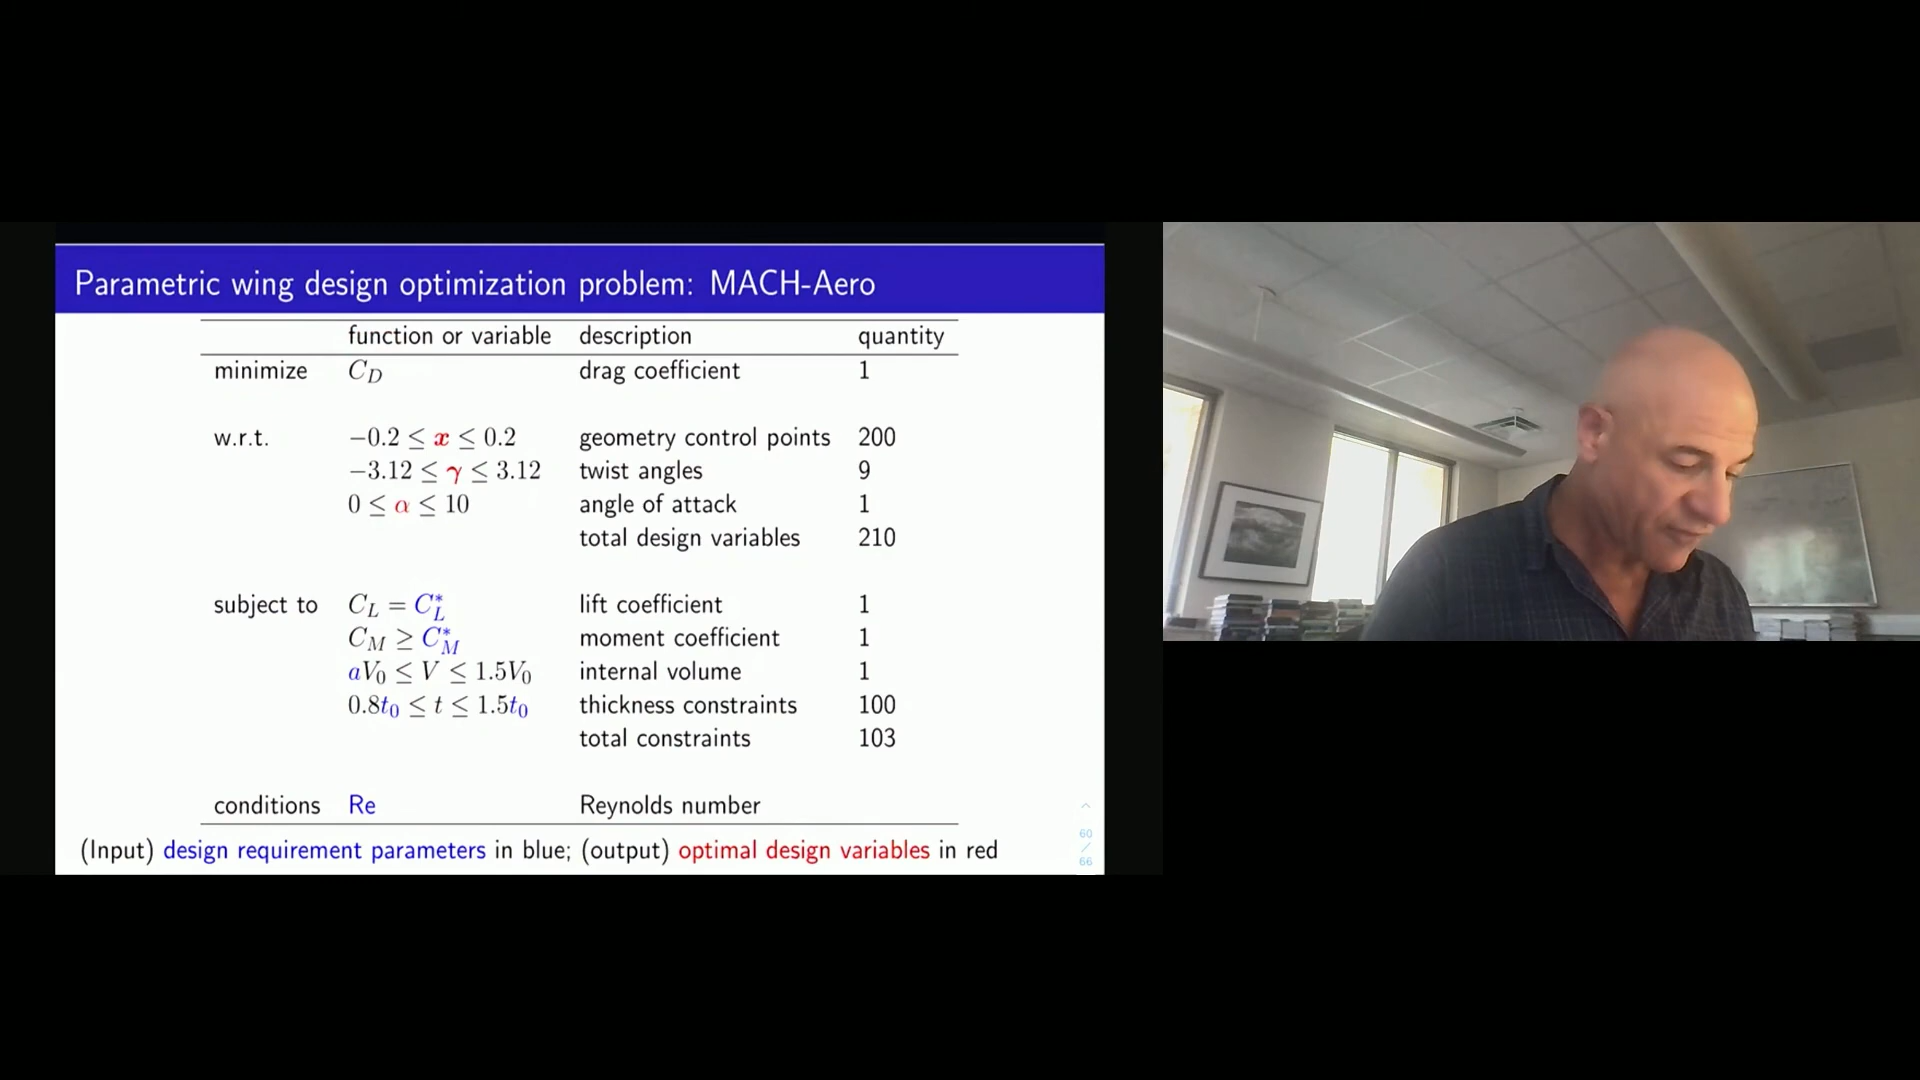 Parametric wing design optimization problem: MACH-Aero
function or variable description quantity
minimize C_D drag coefficient 1
w.r.t. −0.2 ≤ x ≤ 0.2 geometry control points 200
−3.12 ≤ γ ≤ 3.12 twist angles 9
0 ≤ α ≤ 10 angle of attack 1
total design variables 210
subject to C_L = C_L^* lift coefficient 1
C_M ≥ C_M^* moment coefficient 1
aV_0 ≤ V ≤ 1.5V_0 internal volume 1
0.8t_0 ≤ t ≤ 1.5t_0 thickness constraints 100
total constraints 103
conditions Re Reynolds number
(Input) design requirement parameters in blue; (output) optimal design variables in red
60
/
66